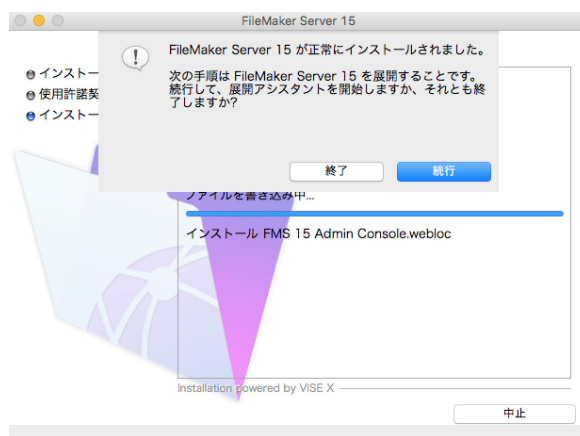 FileMaker Server 15
FileMaker Server 15 が正常にインストールされました。
次の手順は FileMaker Server 15 を展開することです。
続行して、展開アシスタントを開始しますか、それとも終
了しますか?
終了
続行
インストー
使用許諾契
インストー
ファイルを書き込み中...
インストール FMS 15 Admin Console.webloc
Installation powered by VISE X
中止